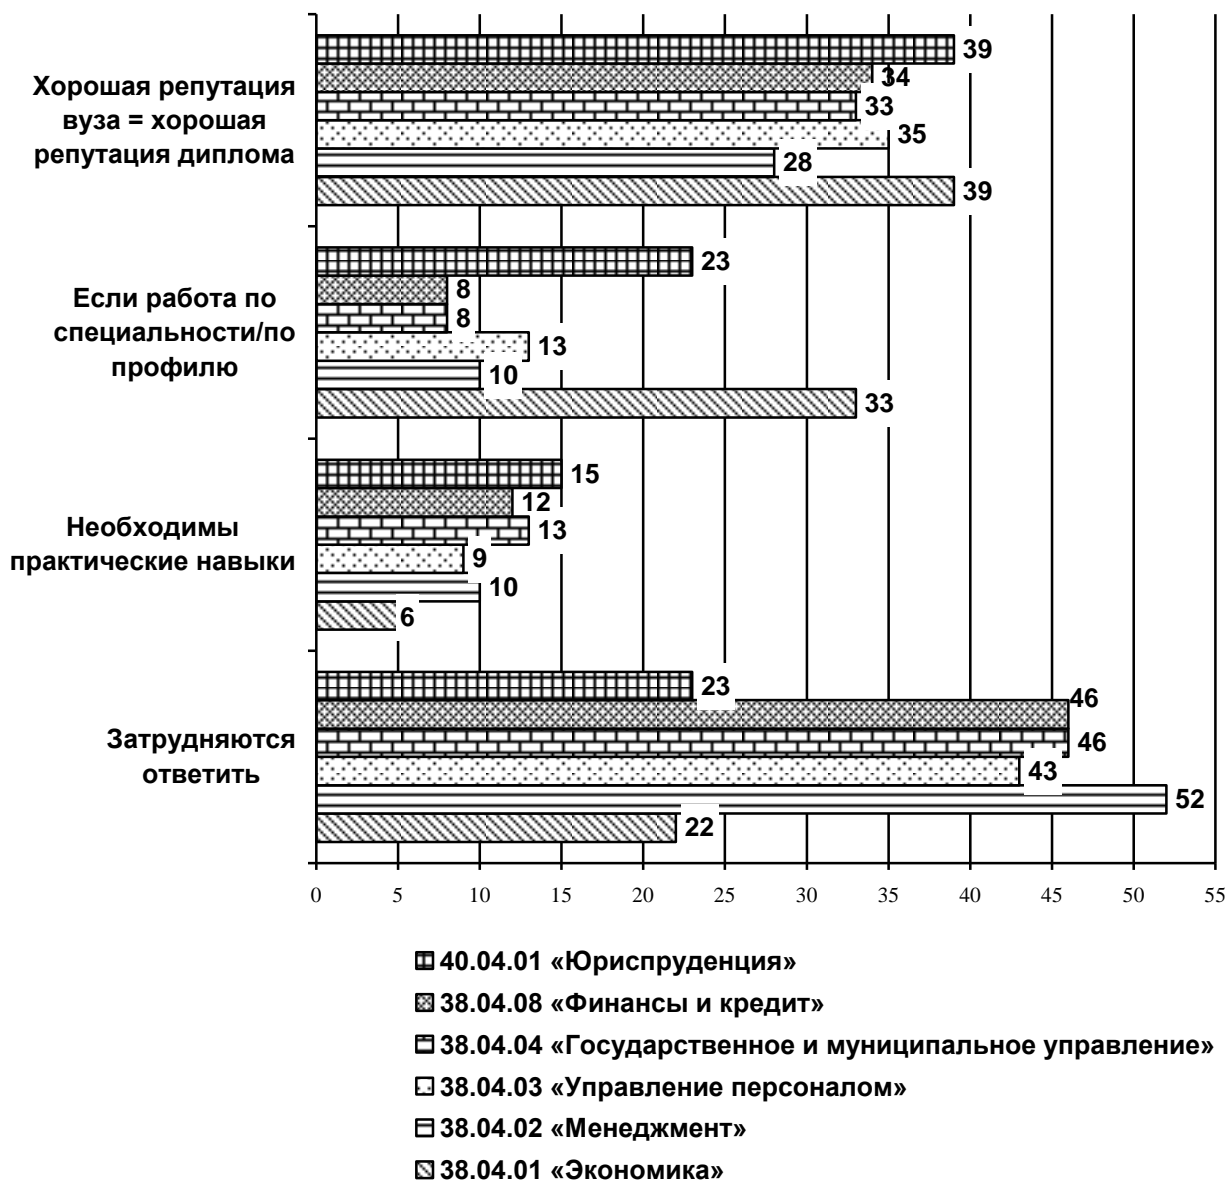 39
34
33
35
28
39
Хорошая репутация
вуза = хорошая
репутация диплома
23
8
8
13
10
33
Если работа по
специальности/по
профилю
15
12
13
9
10
6
Необходимы
практические навыки
23
46
46
43
52
22
Затрудняются
ответить
0 5 10 15 20 25 30 35 40 45 50 55
40.04.01 «Юриспруденция»
38.04.08 «Финансы и кредит»
38.04.04 «Государственное и муниципальное управление»
38.04.03 «Управление персоналом»
38.04.02 «Менеджмент»
38.04.01 «Экономика»